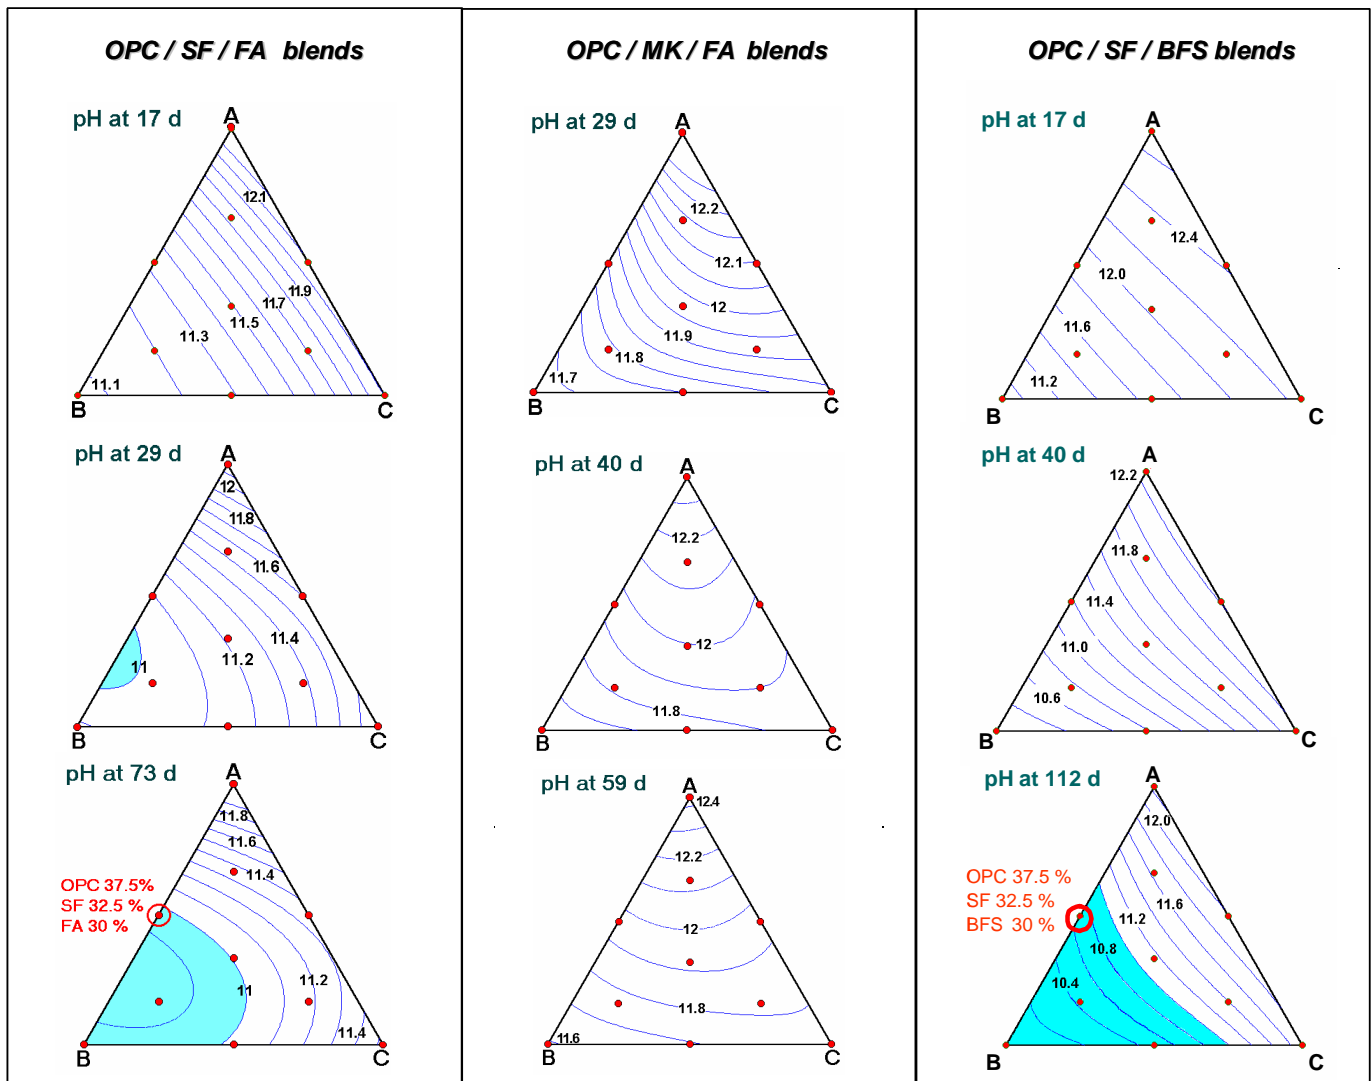 OPC / SF / FA blends
pH at 17 d
A
12.1
11.9
11.7
11.5
11.3
11.1
B
C
pH at 29 d
A
12
11.8
11.6
11.4
11.2
11
B
C
pH at 73 d
A
11.8
11.6
11.4
OPC 37.5%
SF 32.5 %
FA 30 %
11.2
11
11.4
B
C
OPC / MK / FA blends
pH at 29 d
A
12.2
12.1
12
11.9
11.8
11.7
B
C
pH at 40 d
A
12.2
12
11.8
B
C
pH at 59 d
A
12.4
12.2
12
11.8
11.6
B
C
OPC / SF / BFS blends
pH at 17 d
A
12.4
12.0
11.6
11.2
B
C
pH at 40 d
A
12.2
11.8
11.4
11.0
10.6
B
C
pH at 112 d
A
12.0
OPC 37.5 %
SF 32.5 %
BFS 30 %
11.6
11.2
10.8
10.4
B
C